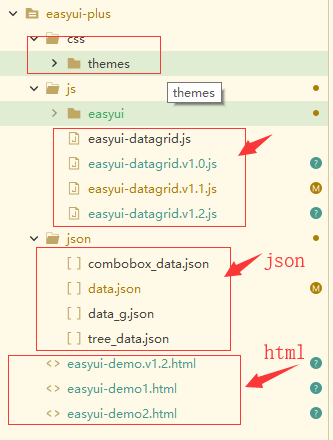 easyui-plus
css
themes
js
themes
easyui
easyui-datagrid.js
easyui-datagrid.v1.0.js
?
easyui-datagrid.v1.1.js
M
easyui-datagrid.v1.2.js
?
json
json
combobox_data.json
data.json
M
data_g.json
tree_data.json
html
easyui-demo.v1.2.html
?
easyui-demo1.html
?
easyui-demo2.html
?